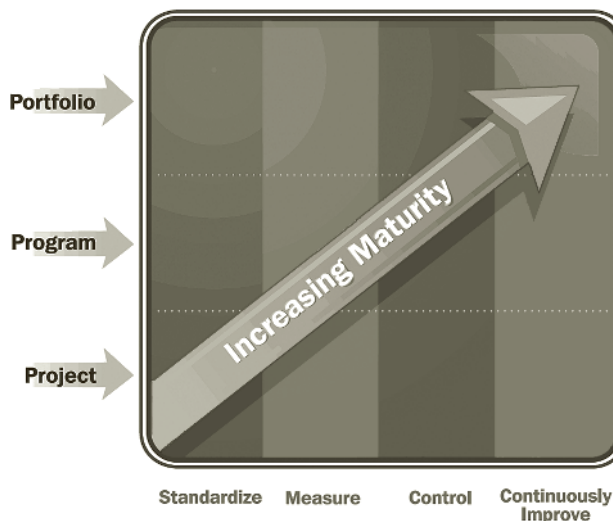 Portfolio
Program
Project
Increasing Maturity
Standardize Measure Control Continuously
Improve